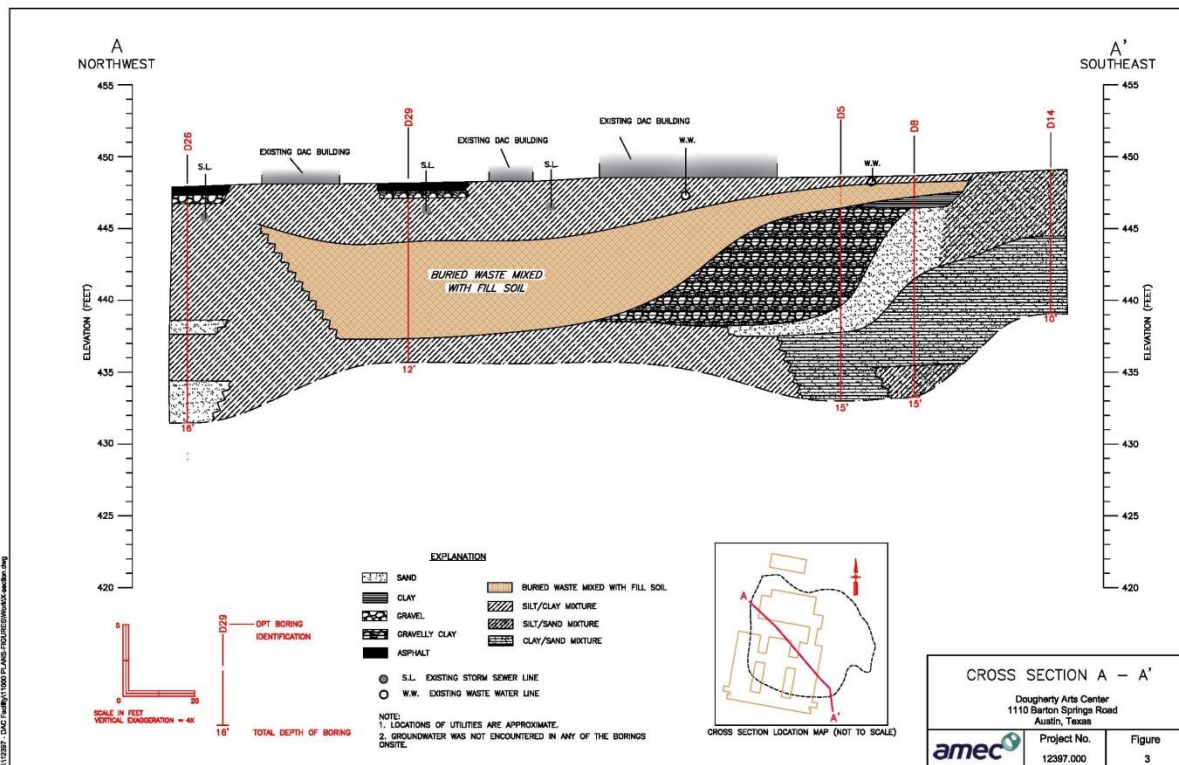 A
NORTHWEST
A'
SOUTHEAST
455
450
445
440
435
430
425
420
ELEVATION (FEET)
455
450
445
440
435
430
425
420
ELEVATION (FEET)
D26
S.L.
EXISTING DAC BUILDING
D29
S.L.
EXISTING DAC BUILDING
S.L.
EXISTING DAC BUILDING
W.W.
D5
W.W.
D8
D14
BURIED WASTE MIXED
WITH FILL SOIL
16'
12'
15'
15'
10'
EXPLANATION
SAND
CLAY
GRAVEL
GRAVELLY CLAY
ASPHALT
BURIED WASTE MIXED WITH FILL SOIL
SILT/CLAY MIXTURE
SILT/SAND MIXTURE
CLAY/SAND MIXTURE
S.L. EXISTING STORM SEWER LINE
W.W. EXISTING WASTE WATER LINE
NOTE:
1. LOCATIONS OF UTILITIES ARE APPROXIMATE.
2. GROUNDWATER WAS NOT ENCOUNTERED IN ANY OF THE BORINGS
ONSITE.
5
0
20
SCALE IN FEET
VERTICAL EXAGGERATION = 4X
D29
DPT BORING
IDENTIFICATION
16'
TOTAL DEPTH OF BORING
A
A'
CROSS SECTION LOCATION MAP (NOT TO SCALE)
CROSS SECTION A - A'
Dougherty Arts Center
1110 Barton Springs Road
Austin, Texas
amec
Project No.
12397.000
Figure
3